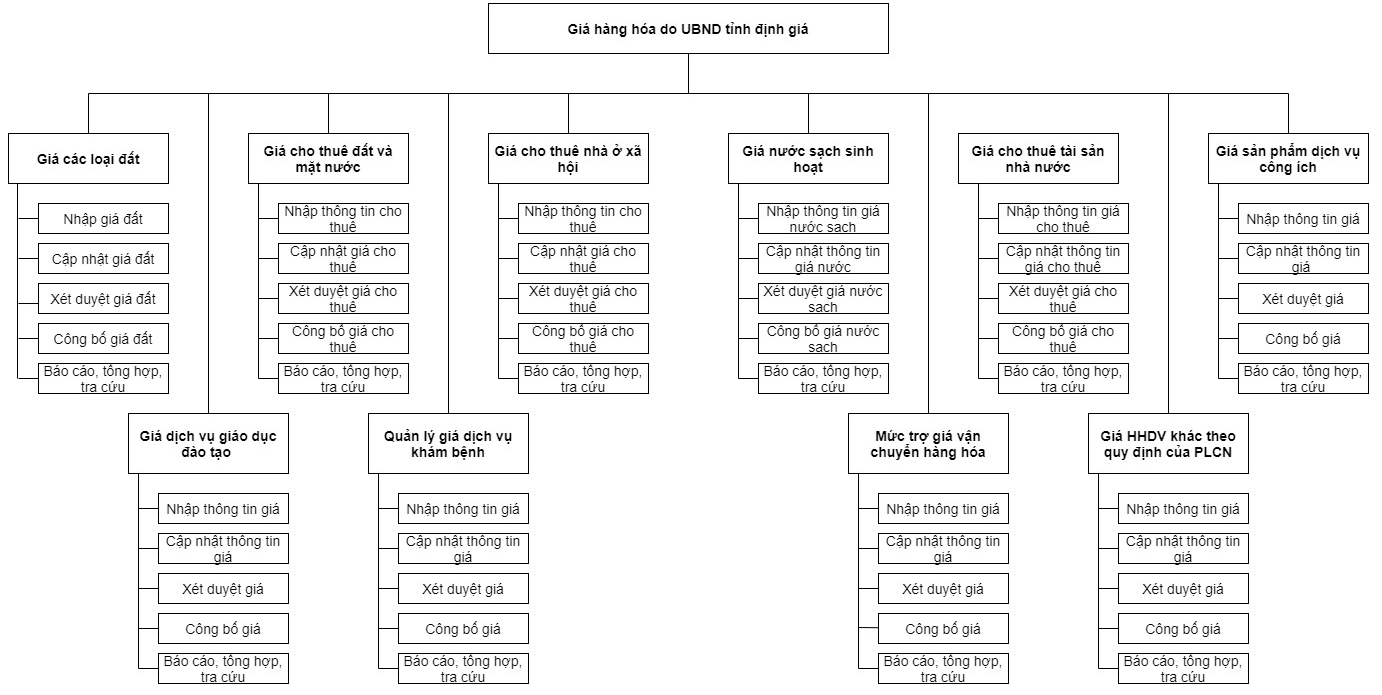 Giá hàng hóa do UBND tỉnh định giá
Giá các loại đất
Nhập giá đất
Cập nhật giá đất
Xét duyệt giá đất
Công bố giá đất
Báo cáo, tổng hợp,
tra cứu
Giá cho thuê đất và
mặt nước
Nhập thông tin cho
thuê
Cập nhật giá cho
thuê
Xét duyệt giá cho
thuê
Công bố giá cho
thuê
Báo cáo, tổng hợp,
tra cứu
Giá cho thuê nhà ở xã
hội
Nhập thông tin cho
thuê
Cập nhật giá cho
thuê
Xét duyệt giá cho
thuê
Công bố giá cho
thuê
Báo cáo, tổng hợp,
tra cứu
Giá nước sạch sinh
hoạt
Nhập thông tin giá
nước sach
Cập nhật thông tin
giá nước
Xét duyệt giá nước
sach
Công bố giá nước
sach
Báo cáo, tổng hợp,
tra cứu
Giá cho thuê tài sản
nhà nước
Nhập thông tin giá
cho thuê
Cập nhật thông tin
giá cho thuê
Xét duyệt giá cho
thuê
Công bố giá cho
thuê
Báo cáo, tổng hợp,
tra cứu
Giá sản phẩm dịch vụ
công ích
Nhập thông tin giá
Cập nhật thông tin
giá
Xét duyệt giá
Công bố giá
Báo cáo, tổng hợp,
tra cứu
Giá dịch vụ giáo dục
đào tạo
Nhập thông tin giá
Cập nhật thông tin
giá
Xét duyệt giá
Công bố giá
Báo cáo, tổng hợp,
tra cứu
Quản lý giá dịch vụ
khám bệnh
Nhập thông tin giá
Cập nhật thông tin
giá
Xét duyệt giá
Công bố giá
Báo cáo, tổng hợp,
tra cứu
Mức trợ giá vận
chuyển hàng hóa
Nhập thông tin giá
Cập nhật thông tin
giá
Xét duyệt giá
Công bố giá
Báo cáo, tổng hợp,
tra cứu
Giá HHDV khác theo
quy định của PLCN
Nhập thông tin giá
Cập nhật thông tin
giá
Xét duyệt giá
Công bố giá
Báo cáo, tổng hợp,
tra cứu